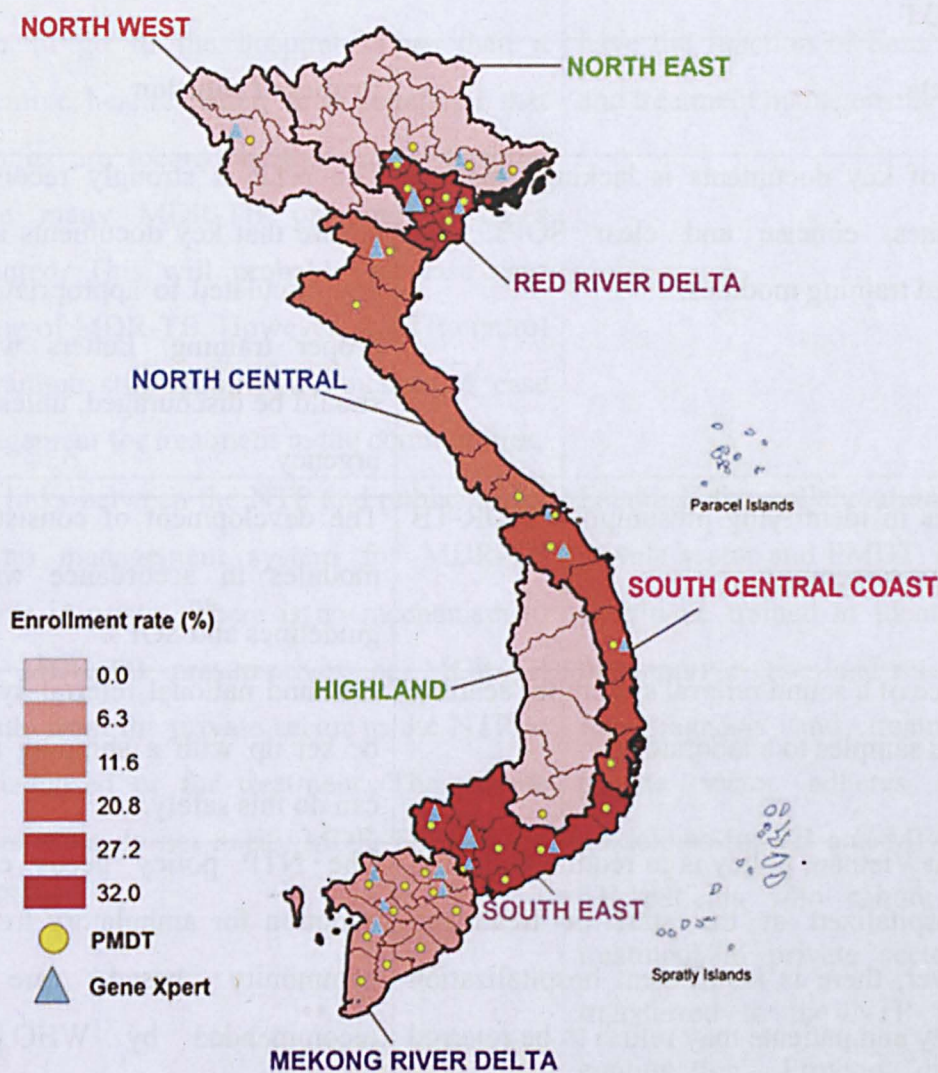 NORTH WEST
NORTH EAST
RED RIVER DELTA
NORTH CENTRAL
Paracel Islands
SOUTH CENTRAL COAST
Enrollment rate (%)
0.0
6.3
11.6
20.8
27.2
32.0
HIGHLAND
PMDT
Gene Xpert
SOUTH EAST
Spratly Islands
MEKONG RIVER DELTA